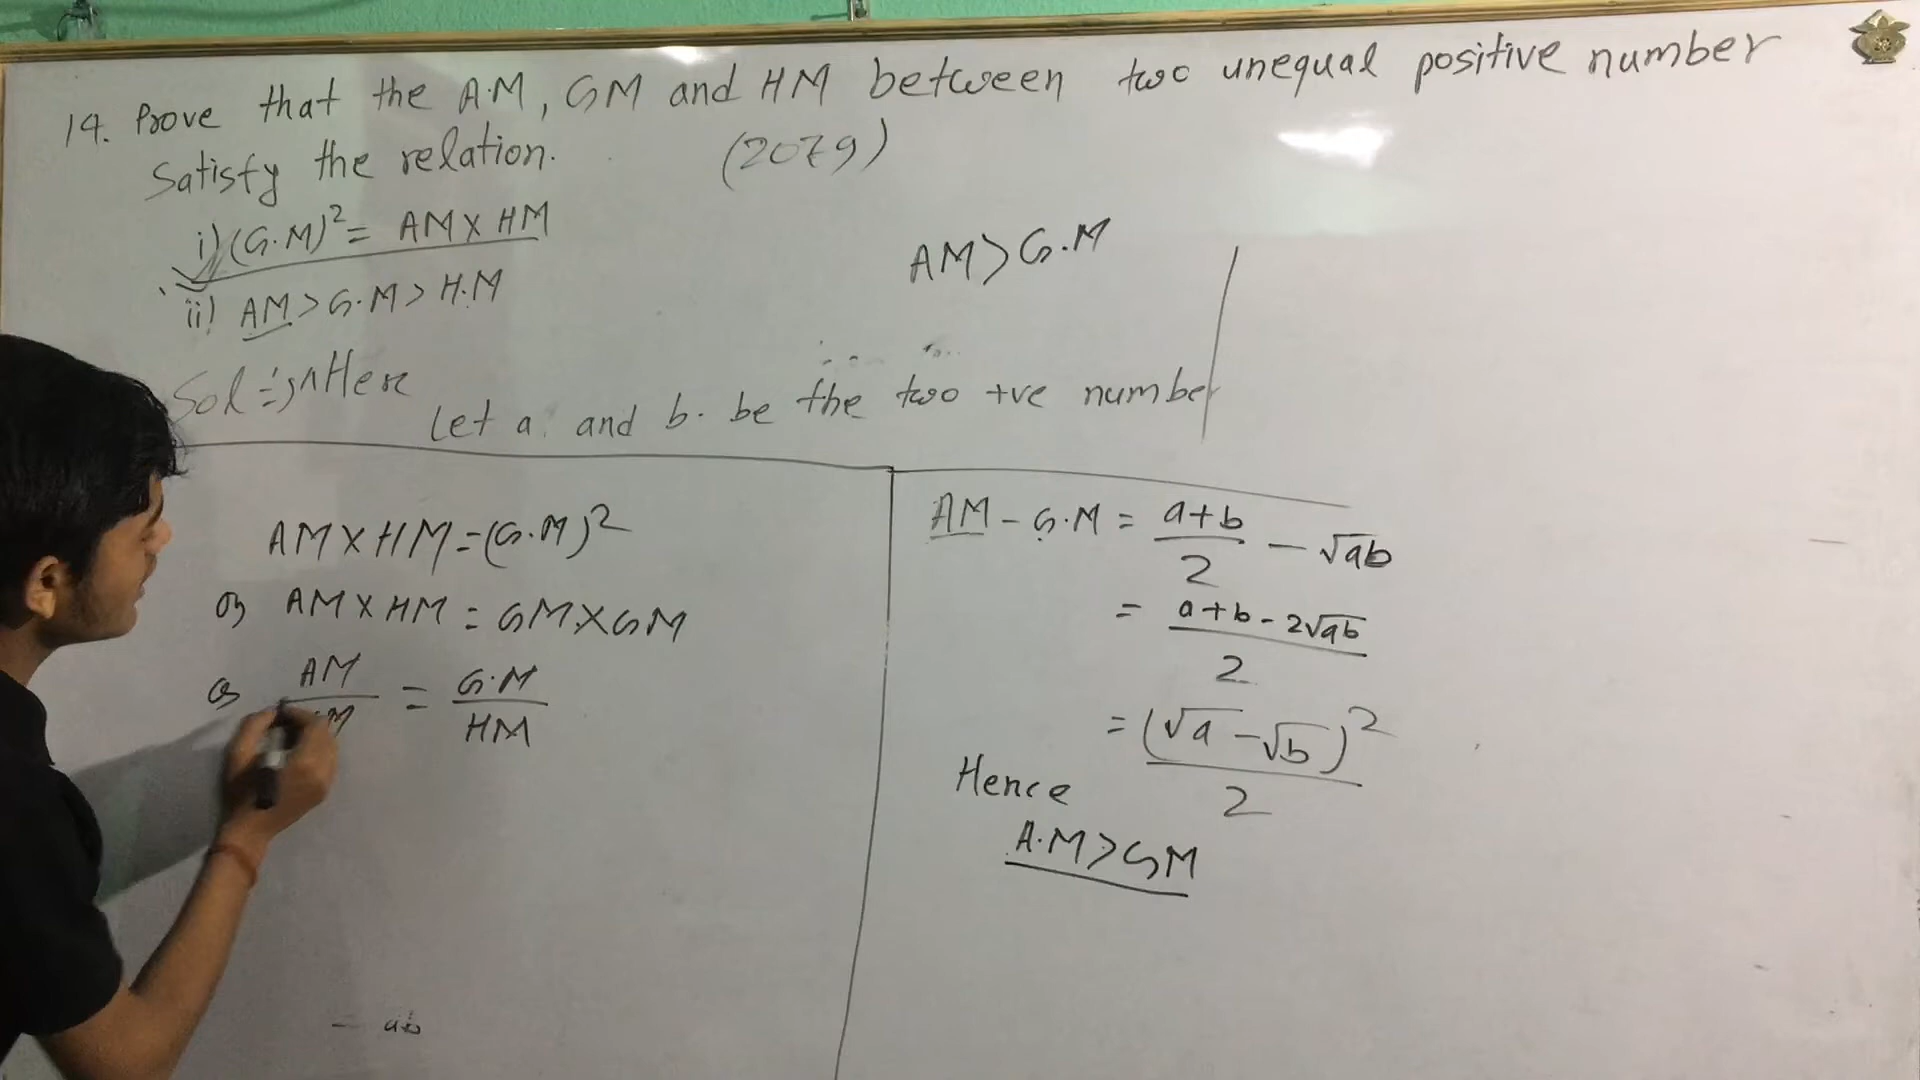 14. Prove that the A.M, GM and HM between two unequal positive number
Satisfy the relation. (2079)
i) (G.M)² = AM X HM
ii) AM > G.M > H.M
AM > G.M
Let a and b. be the two +ve number
AM X HM = (G.M)²
or AM X HM = GM X GM
or AM = G.M
HM
= ab
AM - G.M = a+b/2 - √ab
= a+b-2√ab/2
= (√a - √b)²/2
Hence
A.M > GM